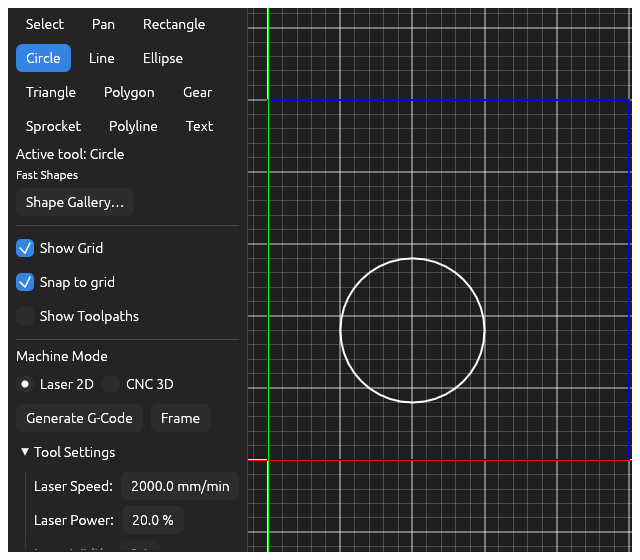 Select Pan Rectangle
Circle Line Ellipse
Triangle Polygon Gear
Sprocket Polyline Text
Active tool: Circle
Fast Shapes
Shape Gallery...
Show Grid
Snap to grid
Show Toolpaths
Machine Mode
Laser 2D CNC 3D
Generate G-Code Frame
Tool Settings
Laser Speed: 2000.0 mm/min
Laser Power: 20.0 %